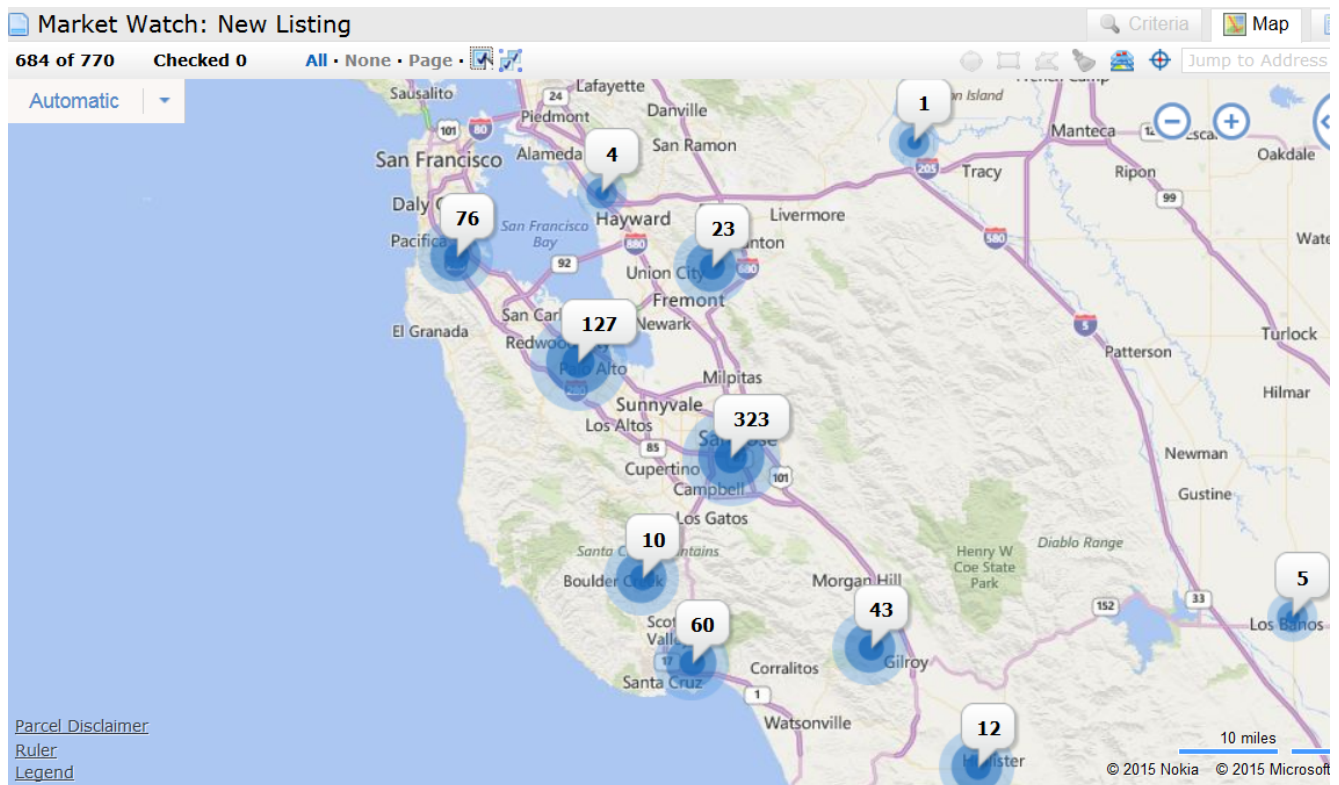 Market Watch: New Listing
Criteria
Map
684 of 770 Checked 0 All · None · Page ·
Jump to Address
Automatic
Sausalito
24
Lafayette
Piedmont
Danville
1
Island
101
80
San Francisco
Alameda
4
San Ramon
Manteca
Oakdale
205
Tracy
Ripon
99
Daly
76
San Francisco
Bay
Hayward
Livermore
23
Pacifica
880
580
92
Union City
680
Fremont
El Granada
San Carl
127
Newark
5
Turlock
Redwood
Palo Alto
Patterson
280
Milpitas
Hilmar
Sunnyvale
323
Los Altos
San Jose
85
Newman
Cupertino
101
Campbell
Gustine
Los Gatos
10
Diablo Range
Henry W
Coe State
Park
Boulder Creek
Morgan Hill
5
33
152
43
60
Los Banos
17
Gilroy
Corralitos
Santa Cruz
1
Watsonville
12
Hollister
Parcel Disclaimer
Ruler
Legend
10 miles
© 2015 Nokia © 2015 Microsoft